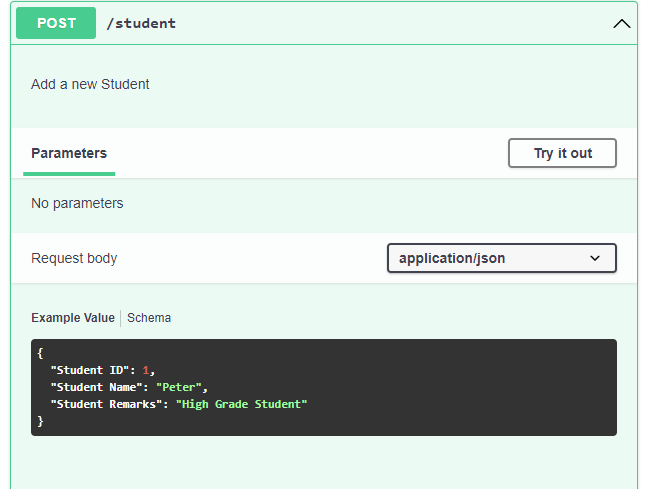 POST /student
Add a new Student
Parameters Try it out
No parameters
Request body application/json
Example Value Schema
{
"Student ID": 1,
"Student Name": "Peter",
"Student Remarks": "High Grade Student"
}